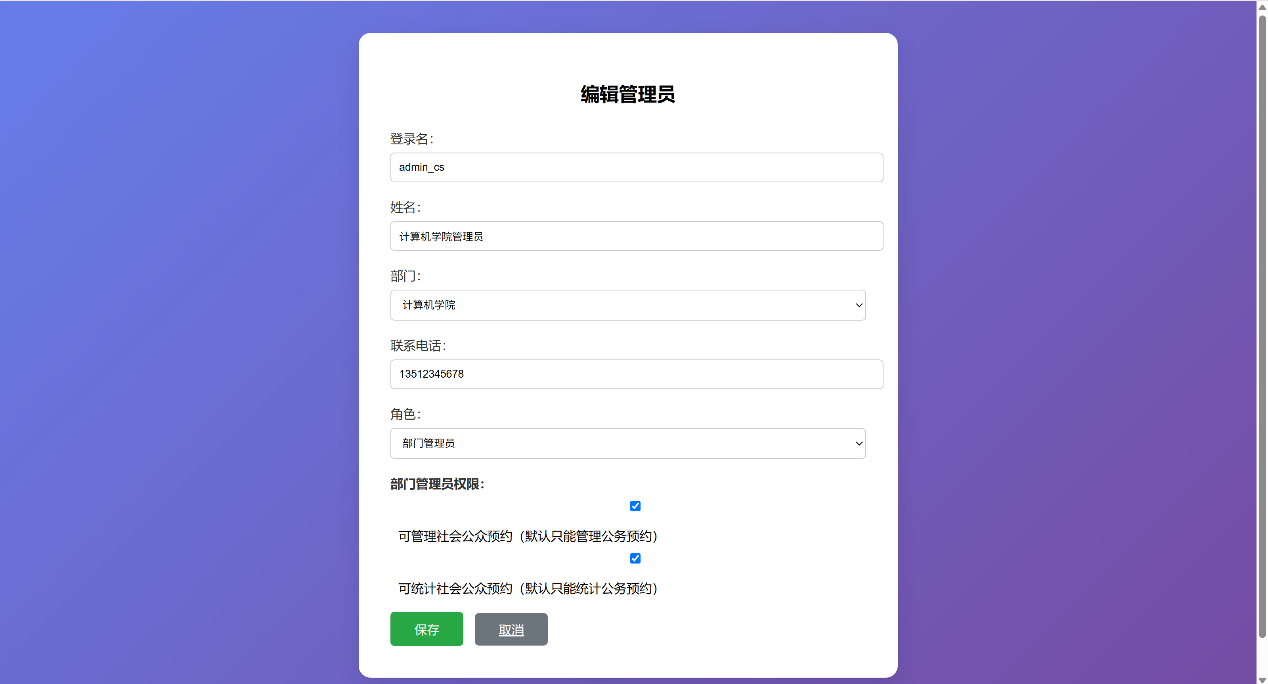 编辑管理员
登录名：
admin_cs
姓名：
计算机学院管理员
部门：
计算机学院
联系电话：
13512345678
角色：
部门管理员
部门管理员权限：
可管理社会公众预约（默认只能管理公务预约）
可统计社会公众预约（默认只能统计公务预约）
保存 取消